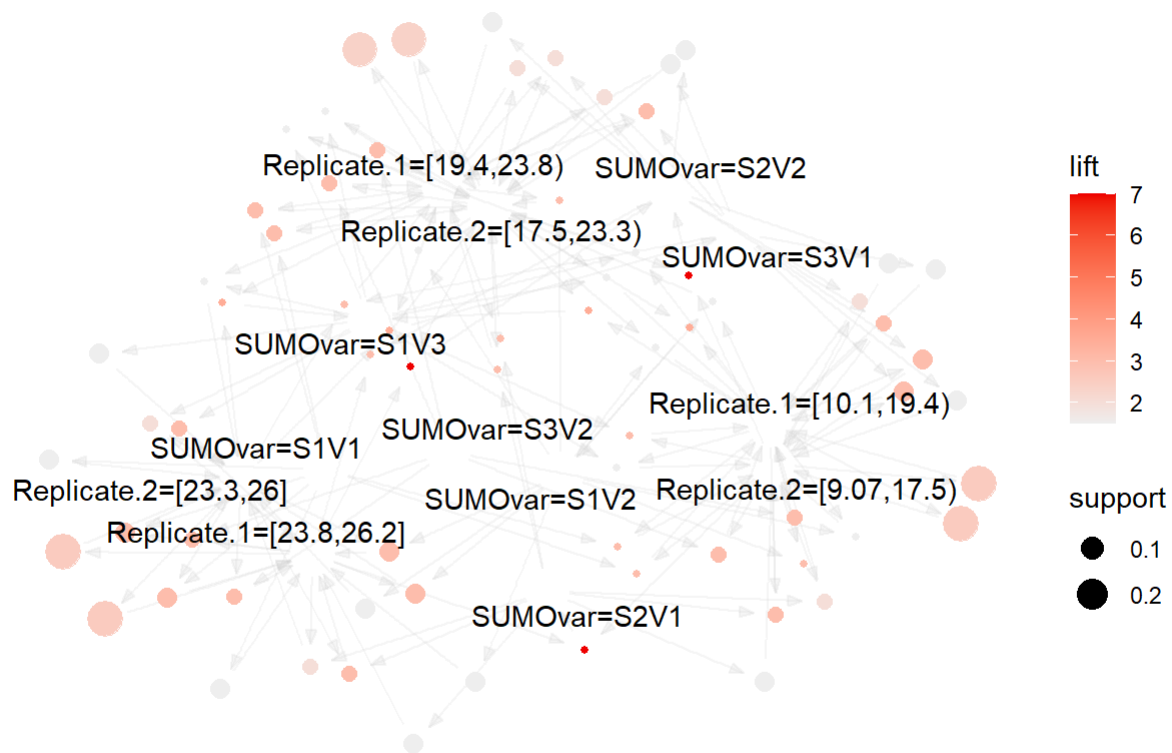 Replicate.1=[19.4,23.8)
SUMOvar=S2V2
Replicate.2=[17.5,23.3)
SUMOvar=S3V1
SUMOvar=S1V3
Replicate.1=[10.1,19.4)
SUMOvar=S3V2
SUMOvar=S1V1
Replicate.2=[23.3,26]
SUMOvar=S1V2
Replicate.2=[9.07,17.5)
Replicate.1=[23.8,26.2]
SUMOvar=S2V1
lift
7
6
5
4
3
2
support
0.1
0.2